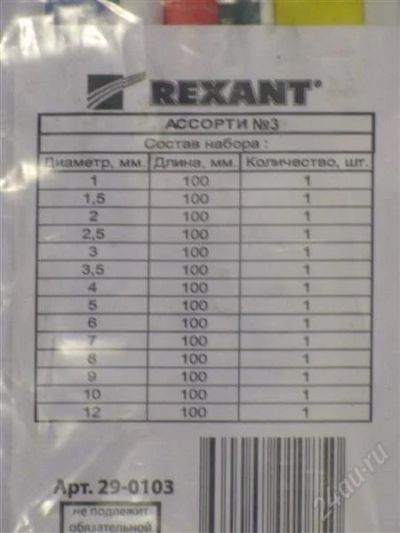 REXANT®
АССОРТИ №3
Состав набора :
Диаметр, мм. Длина, мм. Количество, шт.
1 100 1
1,5 100 1
2 100 1
2,5 100 1
3 100 1
3,5 100 1
4 100 1
5 100 1
6 100 1
7 100 1
8 100 1
9 100 1
10 100 1
12 100 1
Арт. 29-0103
не подлежит
обязательной
24au.ru